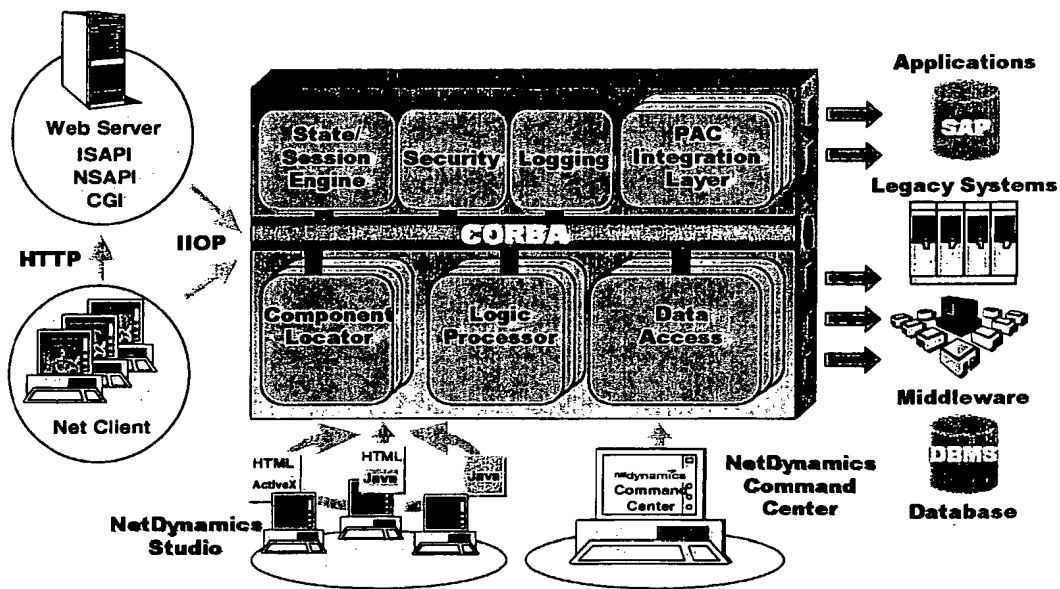 Web Server
ISAPI
NSAPI
CGI
HTTP
IIOP
Net Client
State/
Session
Engine
Security
Logging
PAC
Integration
Layer
CORBA
Component
Locator
Logic
Processor
Data
Access
Applications
SAP
Legacy Systems
Middleware
DBMS
Database
HTML
ActiveX
HTML
Java
Java
NetDynamics
Studio
netdynamics
Command
Center
NetDynamics
Command
Center